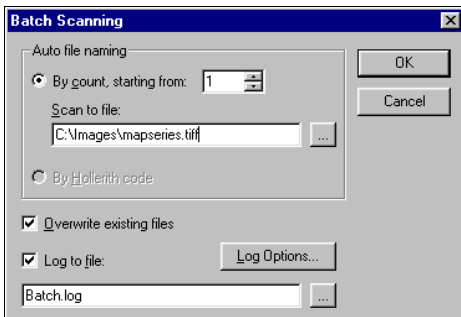 Batch Scanning
Auto file naming
By count, starting from: 1
Scan to file:
C:\Images\mapseries.tiff
...
By Hollerith code
OK
Cancel
Overwrite existing files
Log to file:
Log Options...
Batch.log
...